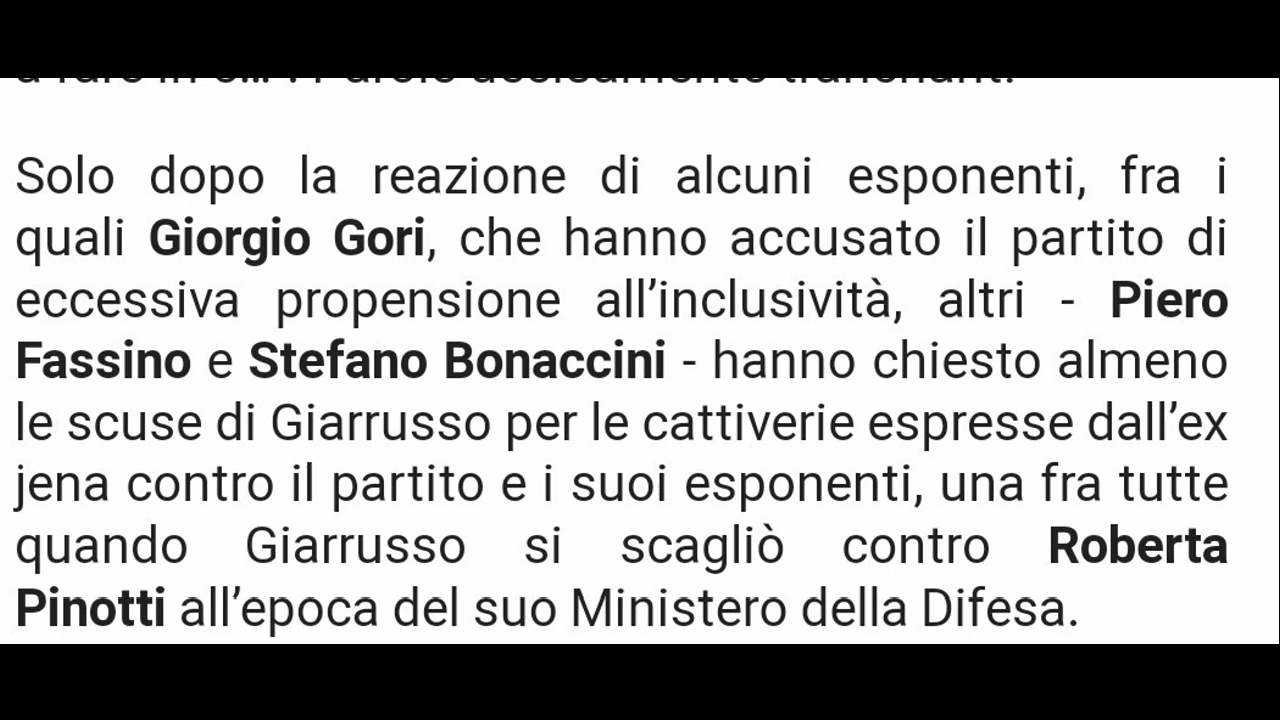 Solo dopo la reazione di alcuni esponenti, fra i
quali Giorgio Gori, che hanno accusato il partito di
eccessiva propensione all’inclusività, altri - Piero
Fassino e Stefano Bonaccini - hanno chiesto almeno
le scuse di Giarrusso per le cattiverie espresse dall’ex
jena contro il partito e i suoi esponenti, una fra tutte
quando Giarrusso si scagliò contro Roberta
Pinotti all’epoca del suo Ministero della Difesa.